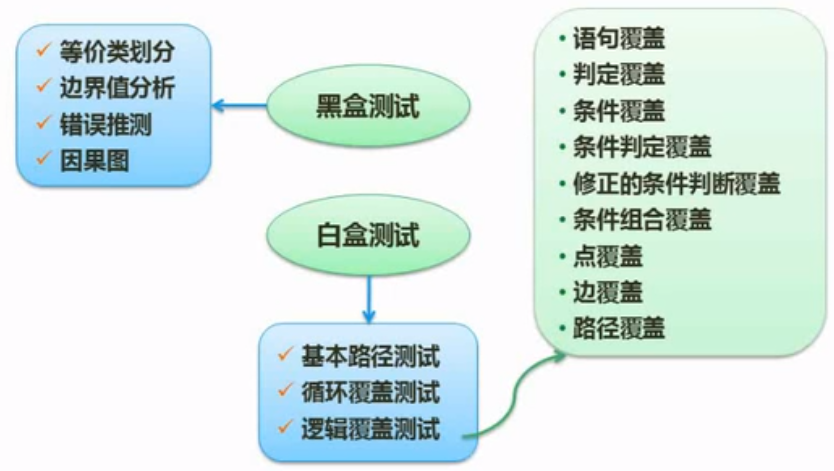 等价类划分
边界值分析
错误推测
因果图
黑盒测试
白盒测试
基本路径测试
循环覆盖测试
逻辑覆盖测试
语句覆盖
判定覆盖
条件覆盖
条件判定覆盖
修正的条件判断覆盖
条件组合覆盖
点覆盖
边覆盖
路径覆盖